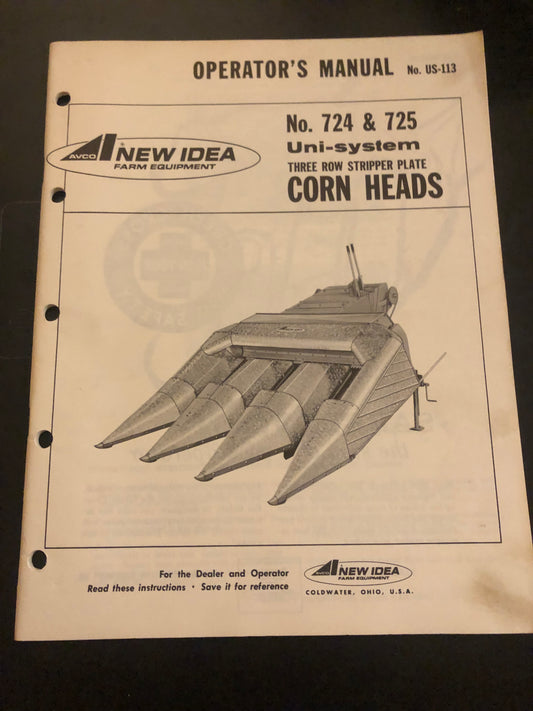 OPERATOR'S MANUAL No. US-113
No. 724 & 725
Uni-system
THREE ROW STRIPPER PLATE
CORN HEADS
AVCO NEW IDEA
FARM EQUIPMENT
For the Dealer and Operator
Read these instructions · Save it for reference
AVCO NEW IDEA
FARM EQUIPMENT
COLDWATER, OHIO, U.S.A.